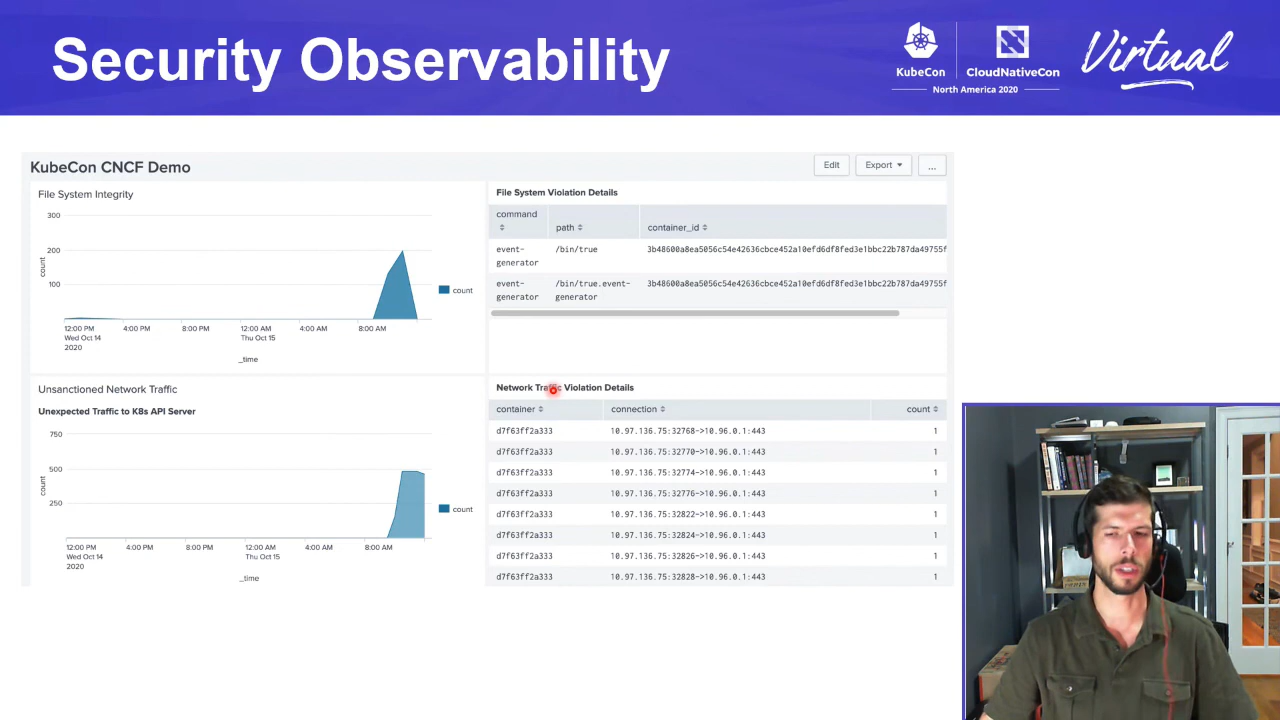 Security Observability
KubeCon
CloudNativeCon
North America 2020
Virtual
KubeCon CNCF Demo
Edit
Export
...
File System Integrity
300
200
100
count
count
12:00 PM
Wed Oct 14
2020
4:00 PM
8:00 PM
12:00 AM
Thu Oct 15
4:00 AM
8:00 AM
_time
File System Violation Details
command
path
container_id
event-
generator
/bin/true
3b48600a8ea5056c54e42636cbce452a10efd6df8fed3e1bbc22b787da49755f
event-
generator
/bin/true.event-
generator
3b48600a8ea5056c54e42636cbce452a10efd6df8fed3e1bbc22b787da49755f
Unsanctioned Network Traffic
Unexpected Traffic to K8s API Server
750
500
250
count
count
12:00 PM
Wed Oct 14
2020
4:00 PM
8:00 PM
12:00 AM
Thu Oct 15
4:00 AM
8:00 AM
_time
Network Traffic Violation Details
container
connection
count
d7f63ff2a333 10.97.136.75:32768->10.96.0.1:443 1
d7f63ff2a333 10.97.136.75:32770->10.96.0.1:443 1
d7f63ff2a333 10.97.136.75:32774->10.96.0.1:443 1
d7f63ff2a333 10.97.136.75:32776->10.96.0.1:443 1
d7f63ff2a333 10.97.136.75:32822->10.96.0.1:443 1
d7f63ff2a333 10.97.136.75:32824->10.96.0.1:443 1
d7f63ff2a333 10.97.136.75:32826->10.96.0.1:443 1
d7f63ff2a333 10.97.136.75:32828->10.96.0.1:443 1